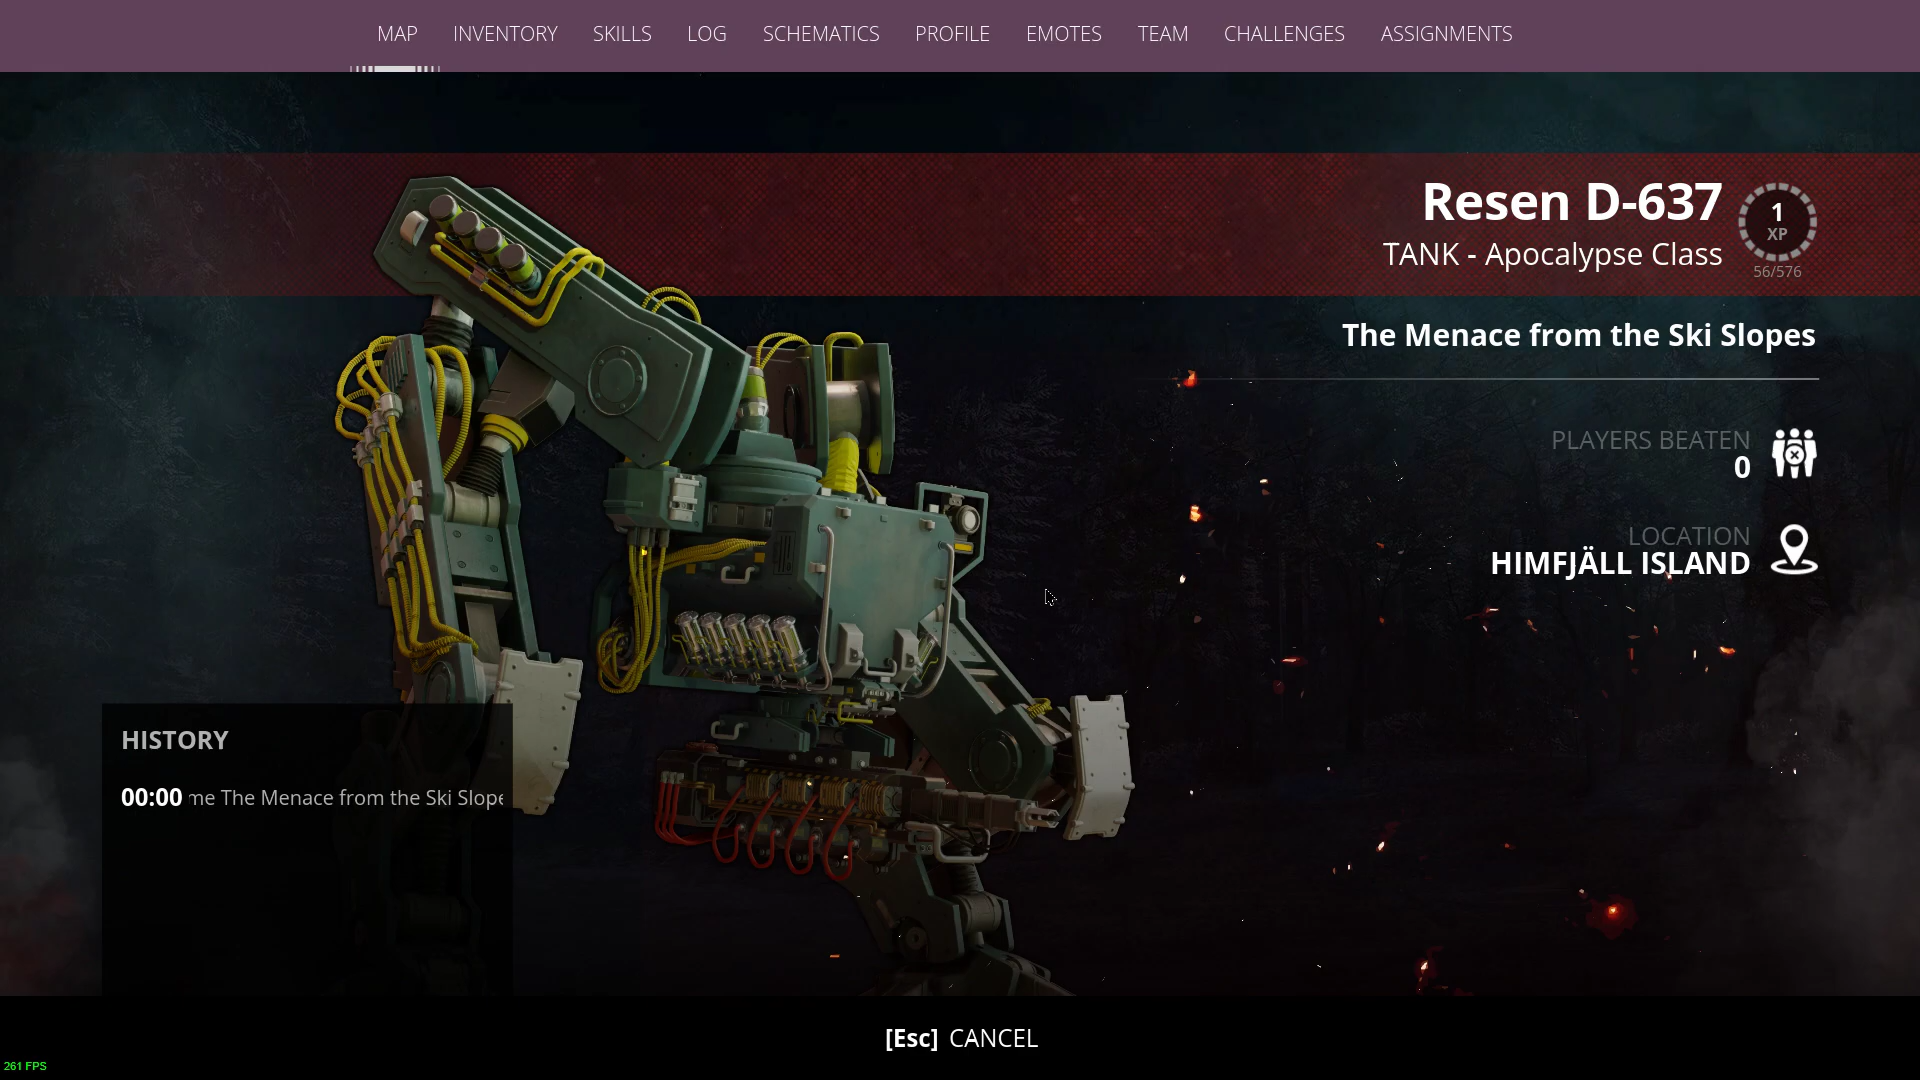 MAP INVENTORY SKILLS LOG SCHEMATICS PROFILE EMOTES TEAM CHALLENGES ASSIGNMENTS
Resen D-637
TANK - Apocalypse Class
1
XP
56/576
The Menace from the Ski Slopes
PLAYERS BEATEN
0
LOCATION
HIMFJÄLL ISLAND
HISTORY
00:00 me The Menace from the Ski Slope
[Esc] CANCEL
261 FPS